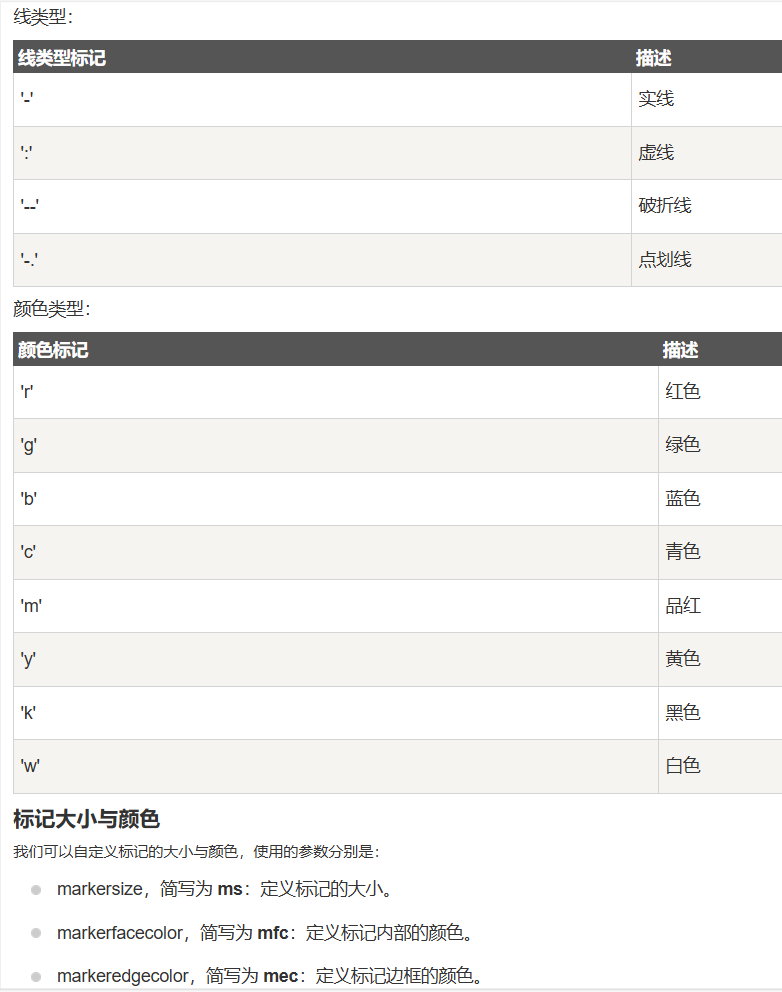 线类型：
线类型标记 描述
'-' 实线
':' 虚线
'--' 破折线
'-.' 点划线
颜色类型：
颜色标记 描述
'r' 红色
'g' 绿色
'b' 蓝色
'c' 青色
'm' 品红
'y' 黄色
'k' 黑色
'w' 白色
标记大小与颜色
我们可以自定义标记的大小与颜色，使用的参数分别是：
markersize，简写为 ms：定义标记的大小。
markerfacecolor，简写为 mfc：定义标记内部的颜色。
markeredgecolor，简写为 mec：定义标记边框的颜色。